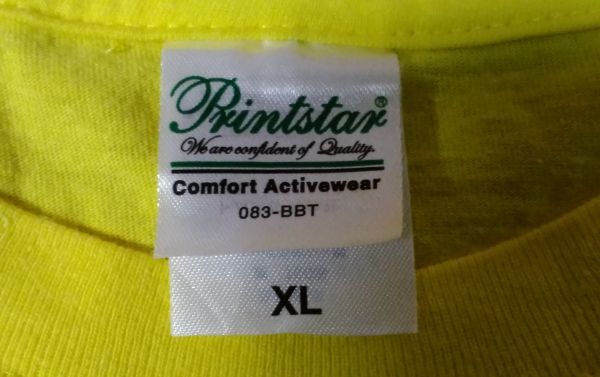 Printstar®
We are confident of Quality.
Comfort Activewear
083-BBT
XL